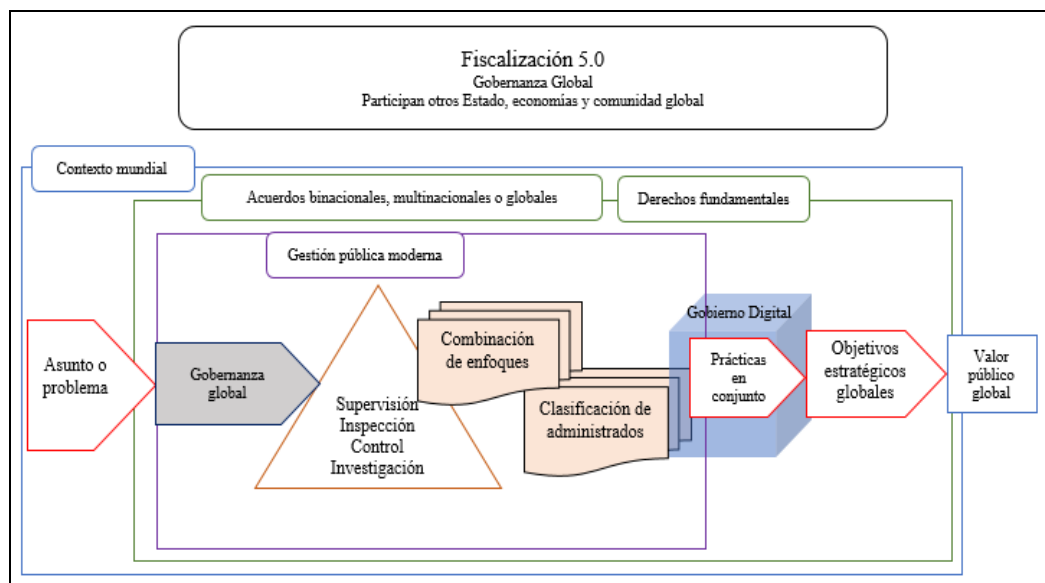 Fiscalización 5.0
Gobernanza Global
Participan otros Estado, economías y comunidad global
Contexto mundial
Acuerdos binacionales, multinacionales o globales
Derechos fundamentales
Gestión pública moderna
Asunto o
problema
Gobernanza
global
Supervisión
Inspección
Control
Investigación
Combinación
de enfoques
Clasificación de
administrados
Gobierno Digital
Prácticas
en
conjunto
Objetivos
estratégicos
globales
Valor
público
global